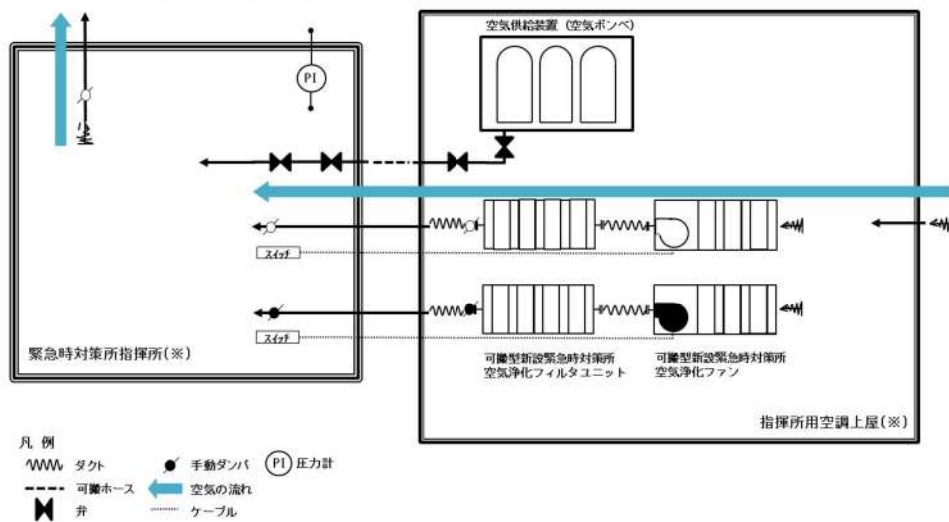 空気供給装置 (空気ボンベ)
PI
スイッチ
スイッチ
緊急時対策所指揮所(※)
可搬型新設緊急時対策所
空気浄化フィルタユニット
可搬型新設緊急時対策所
空気浄化ファン
指揮所用空調上屋(※)
凡 例
ダクト
手動ダンパ
PI 圧力計
可搬ホース
空気の流れ
弁
ケーブル